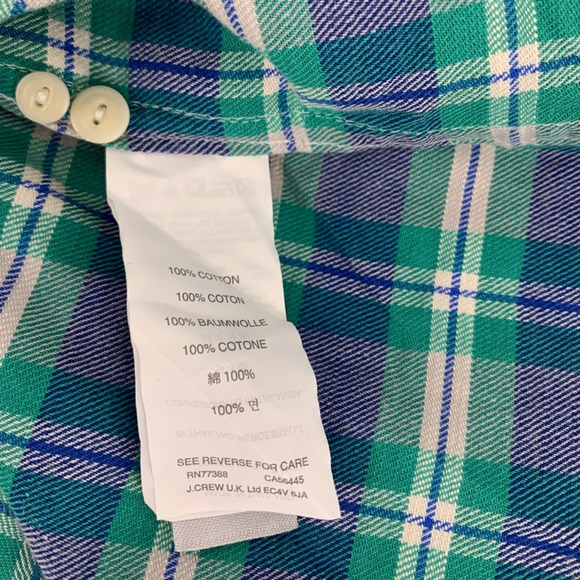 100% COTTON
100% COTON
100% BAUMWOLLE
100% COTONE
綿 100%
100% 면
SEE REVERSE FOR CARE
RN77388 CA56445
J.CREW U.K. Ltd EC4V 6JA